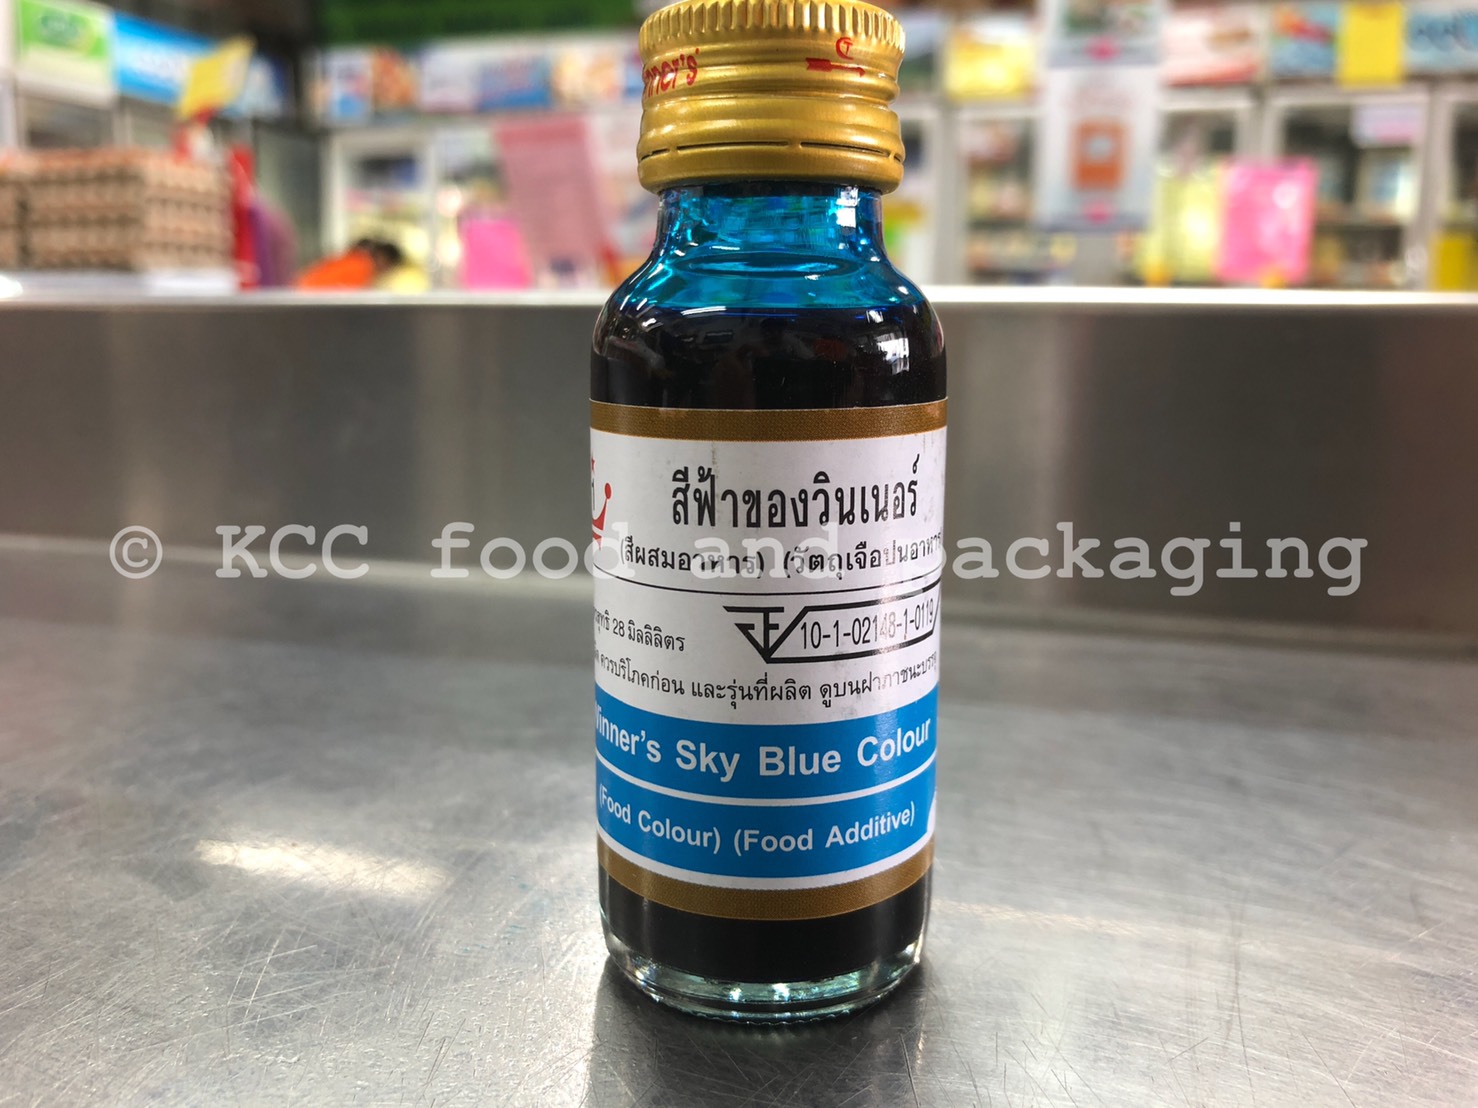 สีฟ้าของวินเนอร์
© KCC food and packaging
(สีผสมอาหาร) (วัตถุเจือปนอาหาร
10-1-02148-1-0119
28 มิลลิลิตร
ควรบริโภคก่อน และรุ่นที่ผลิต ดูบนฝาภาชนะบรรจุ
Winner's Sky Blue Colour
(Food Colour) (Food Additive)